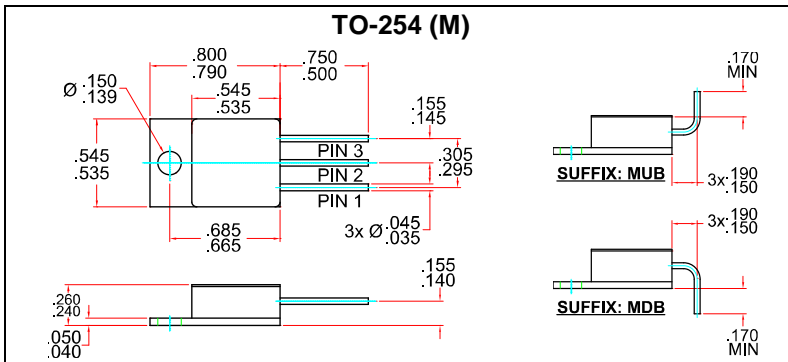 TO-254 (M)
.800
.790
.750
.500
Ø .150
.139
.545
.535
.155
.145
.545
.535
PIN 3
PIN 2
PIN 1
.305
.295
3x Ø .045
.035
.685
.665
.260
.240
.050
.040
.155
.140
.170
MIN
SUFFIX: MUB
3x .190
.150
3x .190
.150
SUFFIX: MDB
.170
MIN